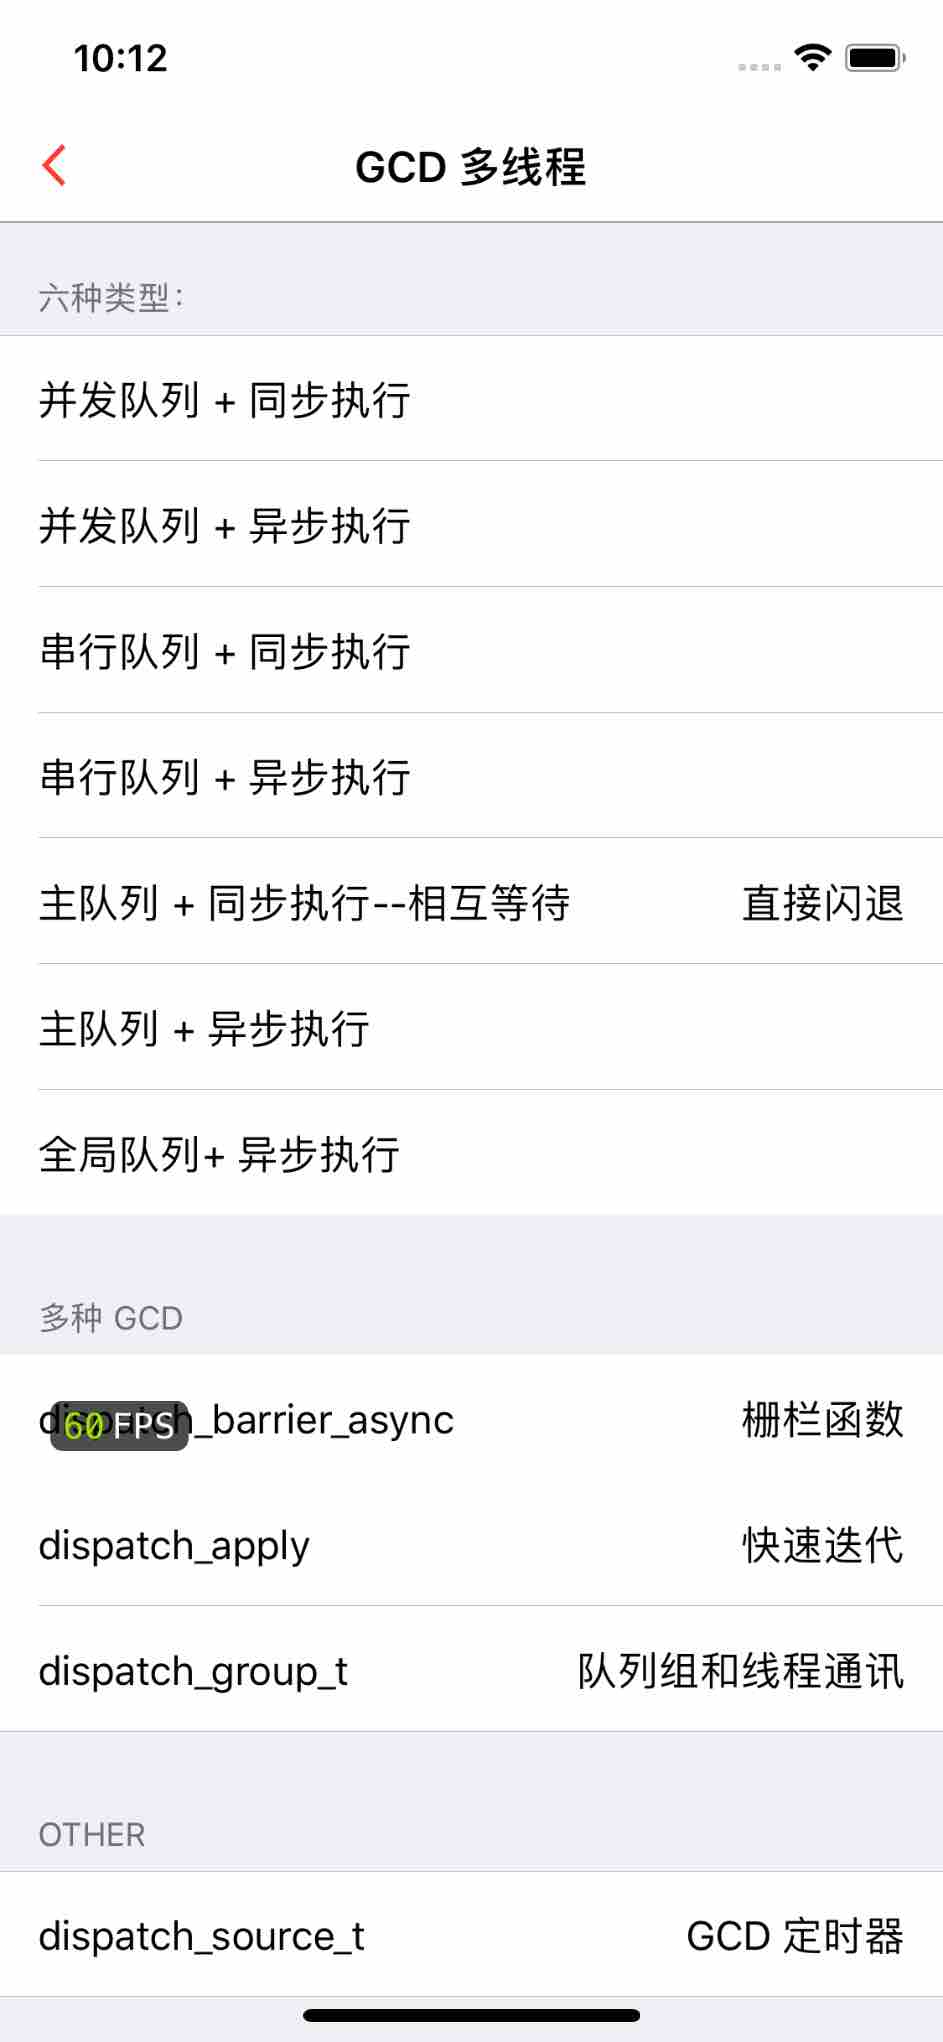 10:12
GCD 多线程
六种类型:
并发队列 + 同步执行
并发队列 + 异步执行
串行队列 + 同步执行
串行队列 + 异步执行
主队列 + 同步执行--相互等待 直接闪退
主队列 + 异步执行
全局队列+ 异步执行
多种 GCD
dispatch_barrier_async 栅栏函数
60 FPS
dispatch_apply 快速迭代
dispatch_group_t 队列组和线程通讯
OTHER
dispatch_source_t GCD 定时器